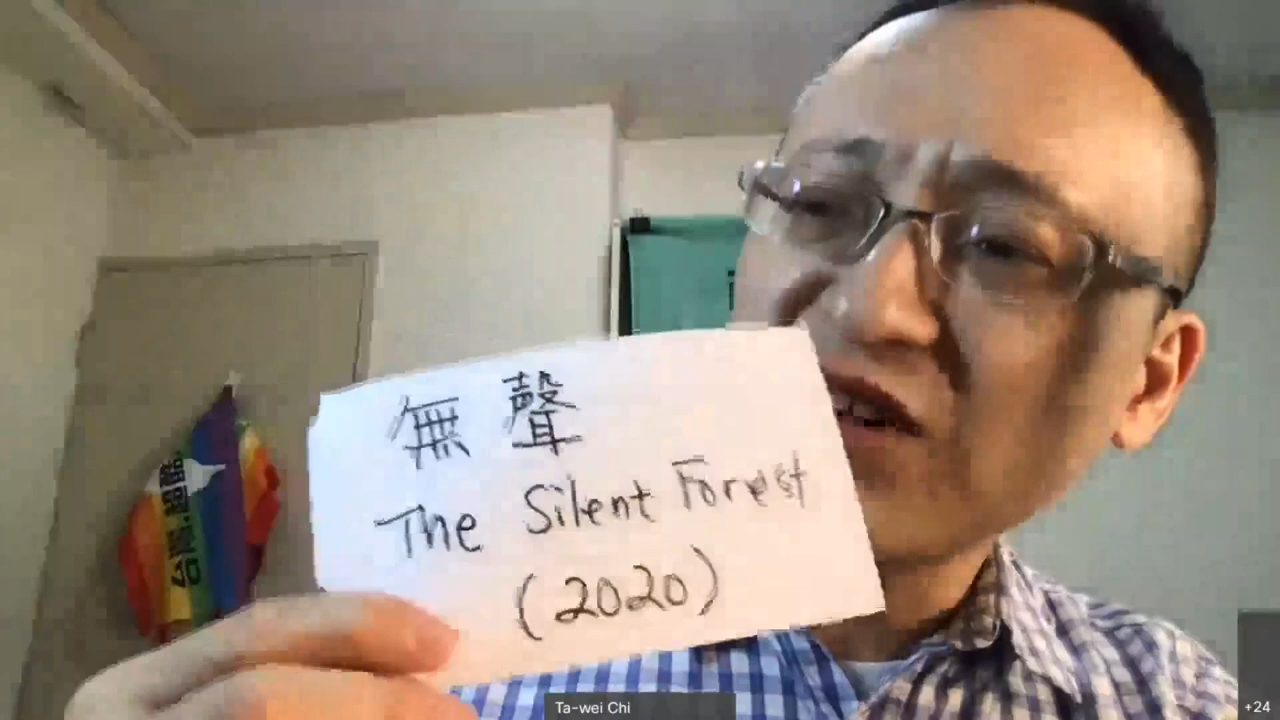 無聲
The Silent Forest
(2020)
Ta-wei Chi
+24